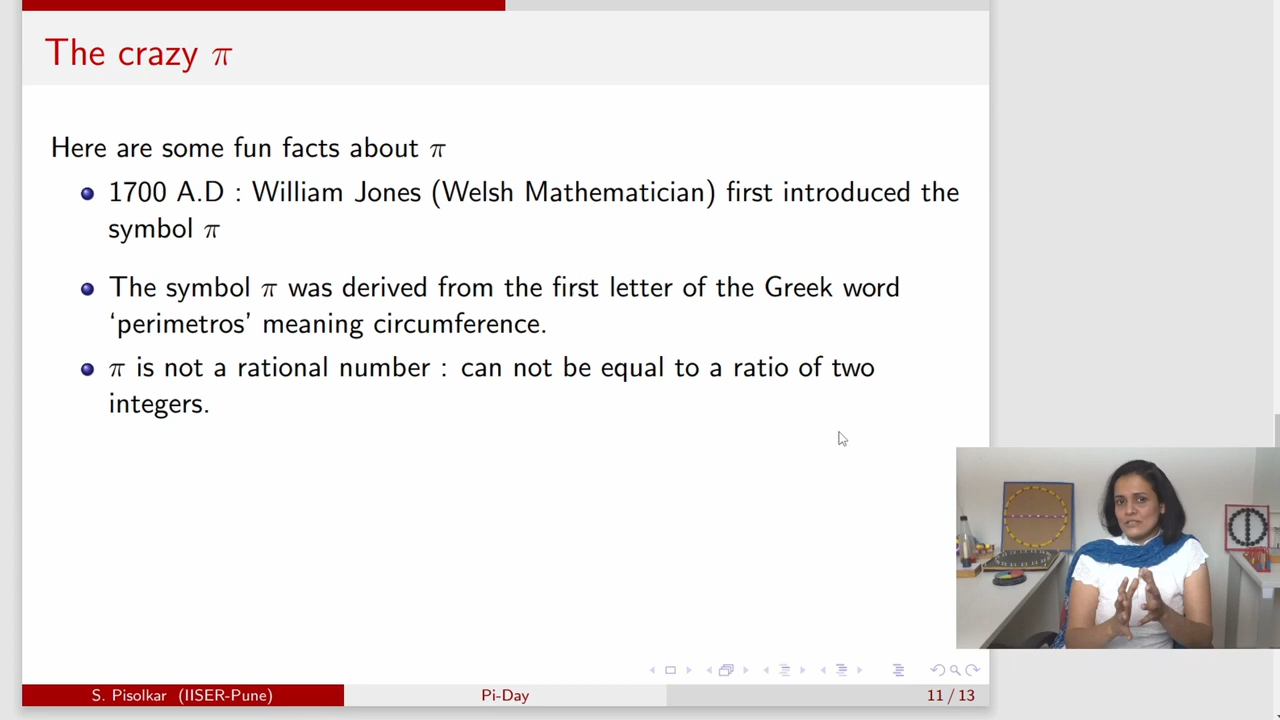 The crazy π
Here are some fun facts about π
1700 A.D : William Jones (Welsh Mathematician) first introduced the
symbol π
The symbol π was derived from the first letter of the Greek word
‘perimetros’ meaning circumference.
π is not a rational number : can not be equal to a ratio of two
integers.
S. Pisolkar (IISER-Pune)
Pi-Day
11 / 13